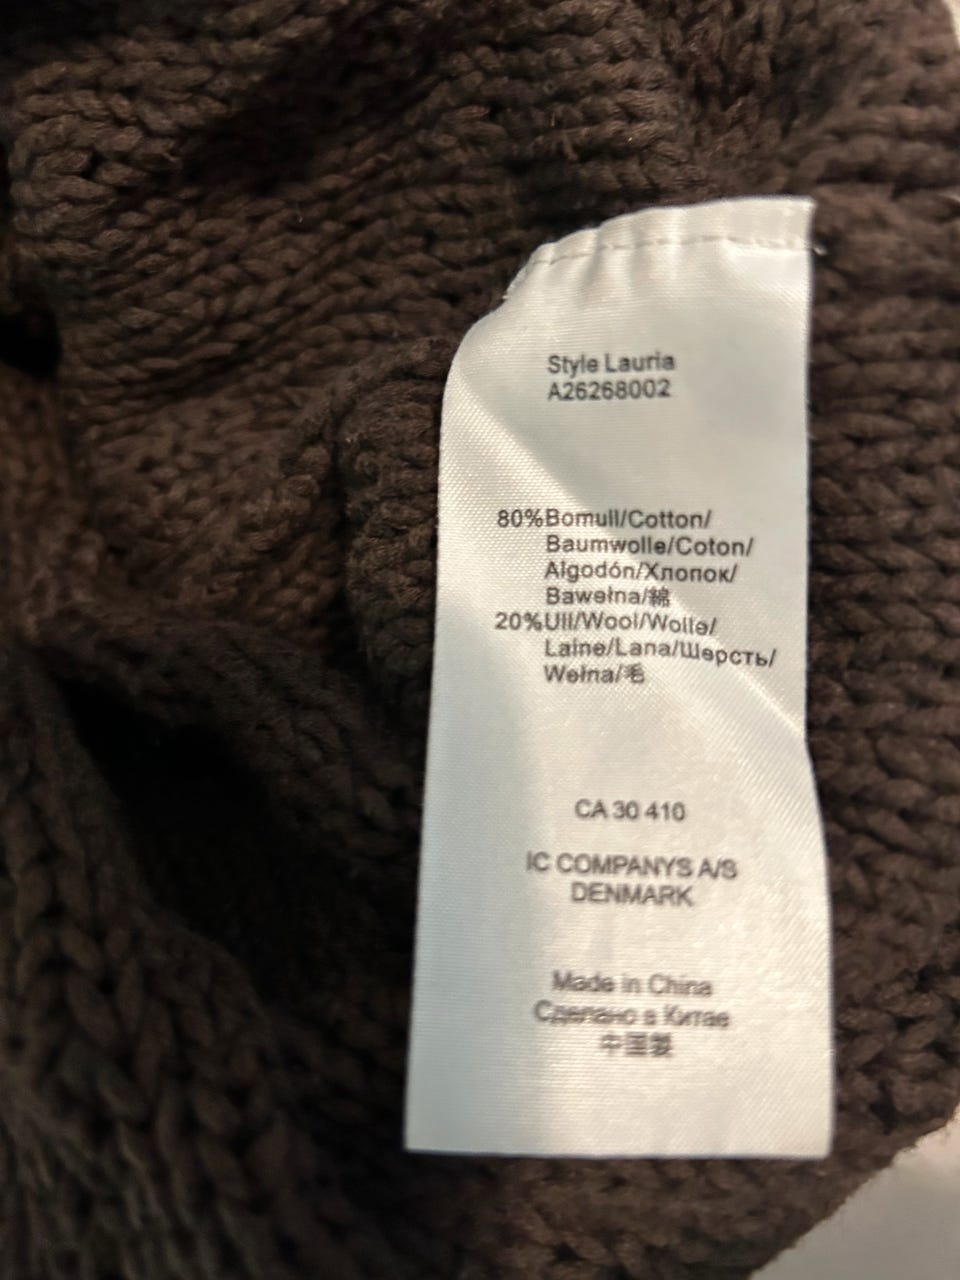 Style Lauria
A26268002
80%Bomull/Cotton/
Baumwolle/Coton/
Algodón/Хлопок/
Bawełna/綿
20%Ull/Wool/Wolle/
Laine/Lana/Шерсть/
Wełna/毛
CA 30 410
IC COMPANYS A/S
DENMARK
Made in China
Сделано в Китае
中国製